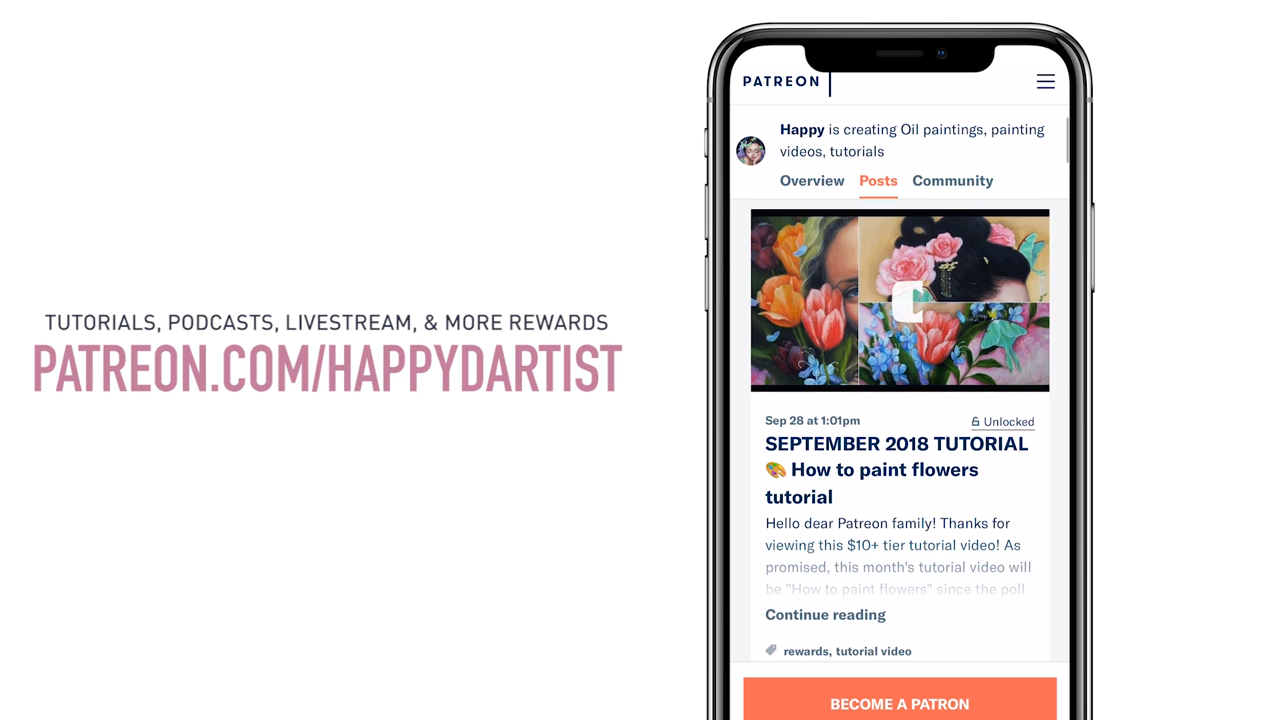 TUTORIALS, PODCASTS, LIVESTREAM, & MORE REWARDS
PATREON.COM/HAPPYDARTIST
PATREON
Happy is creating Oil paintings, painting
videos, tutorials
Overview Posts Community
Sep 28 at 1:01pm Unlocked
SEPTEMBER 2018 TUTORIAL
🎨 How to paint flowers
tutorial
Hello dear Patreon family! Thanks for
viewing this $10+ tier tutorial video! As
promised, this month's tutorial video will
be "How to paint flowers" since the poll
Continue reading
rewards, tutorial video
BECOME A PATRON